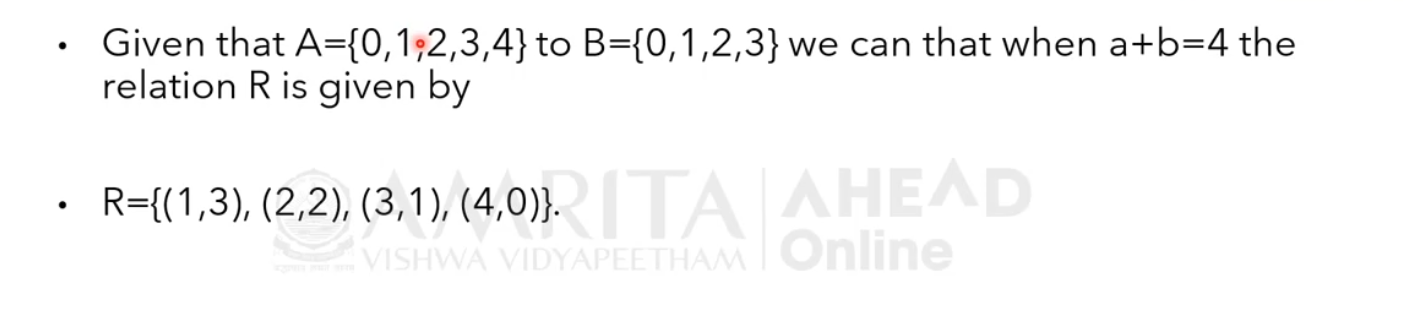 • Given that A={0,1,2,3,4} to B={0,1,2,3} we can that when a+b=4 the
relation R is given by
• R={(1,3), (2,2), (3,1), (4,0)}.
AMRITA AHEAD
VISHWA VIDYAPEETHAM Online